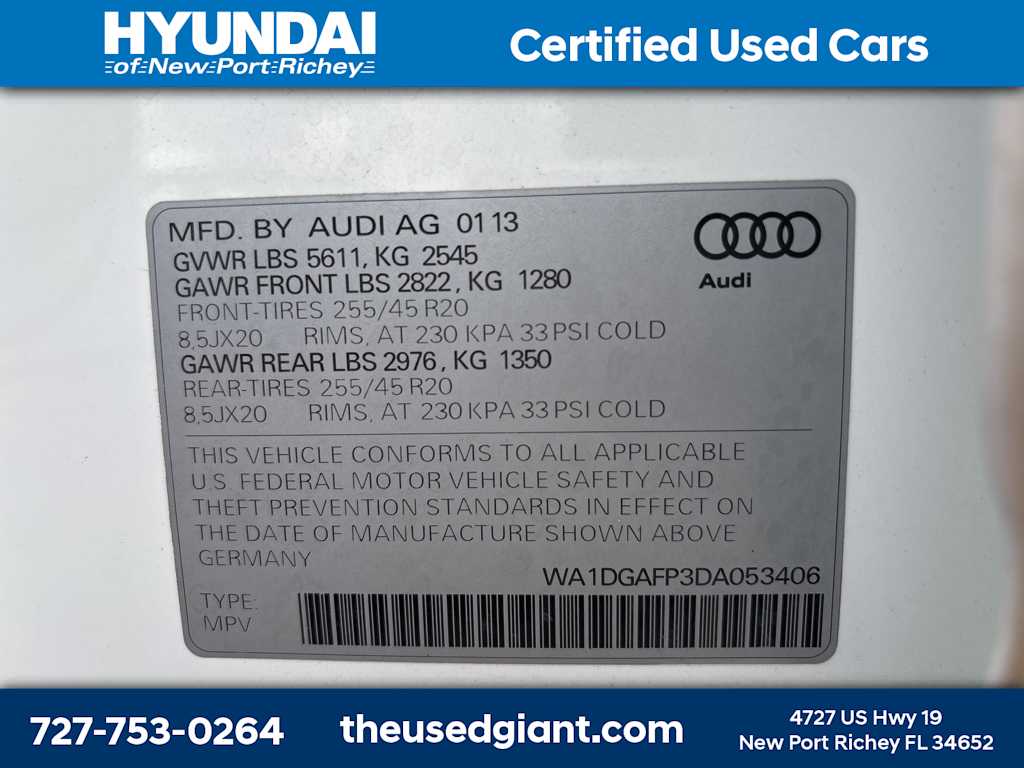 HYUNDAI
of New Port Richey
Certified Used Cars
MFD. BY AUDI AG 01 13
GVWR LBS 5611, KG 2545
GAWR FRONT LBS 2822, KG 1280
FRONT-TIRES 255/45 R20
8,5JX20 RIMS, AT 230 KPA 33 PSI COLD
GAWR REAR LBS 2976, KG 1350
REAR-TIRES 255/45 R20
8,5JX20 RIMS, AT 230 KPA 33 PSI COLD
Audi
THIS VEHICLE CONFORMS TO ALL APPLICABLE
U.S. FEDERAL MOTOR VEHICLE SAFETY AND
THEFT PREVENTION STANDARDS IN EFFECT ON
THE DATE OF MANUFACTURE SHOWN ABOVE
GERMANY
WA1DGAFP3DA053406
TYPE:
MPV
727-753-0264
theusedgiant.com
4727 US Hwy 19
New Port Richey FL 34652